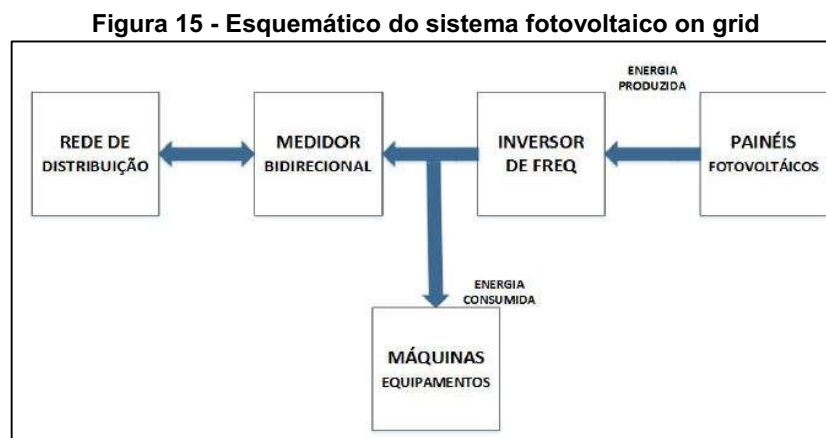 Figura 15 - Esquemático do sistema fotovoltaico on grid
ENERGIA
PRODUZIDA
REDE DE
DISTRIBUIÇÃO
MEDIDOR
BIDIRECIONAL
INVERSOR
DE FREQ
PAINÉIS
FOTOVOLTÁICOS
ENERGIA
CONSUMIDA
MÁQUINAS
EQUIPAMENTOS